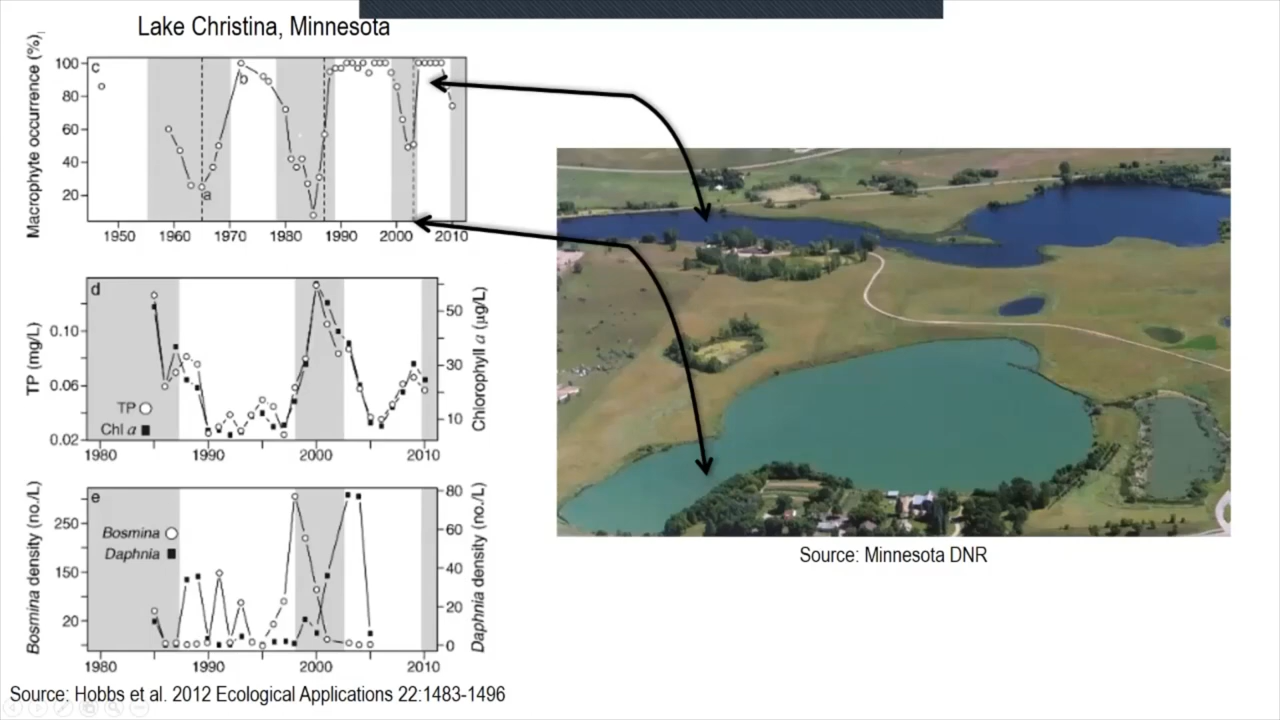 Lake Christina, Minnesota
Macrophyte occurrence (%)
c
100
80
60
40
20
b
a
1950 1960 1970 1980 1990 2000 2010
d
TP (mg/L)
0.10
0.06
0.02
TP
Chl a
Chlorophyll a (µg/L)
50
30
10
1980 1990 2000 2010
e
Bosmina density (no./L)
250
150
20
Bosmina
Daphnia
Daphnia density (no./L)
80
60
40
20
0
1980 1990 2000 2010
Source: Minnesota DNR
Source: Hobbs et al. 2012 Ecological Applications 22:1483-1496